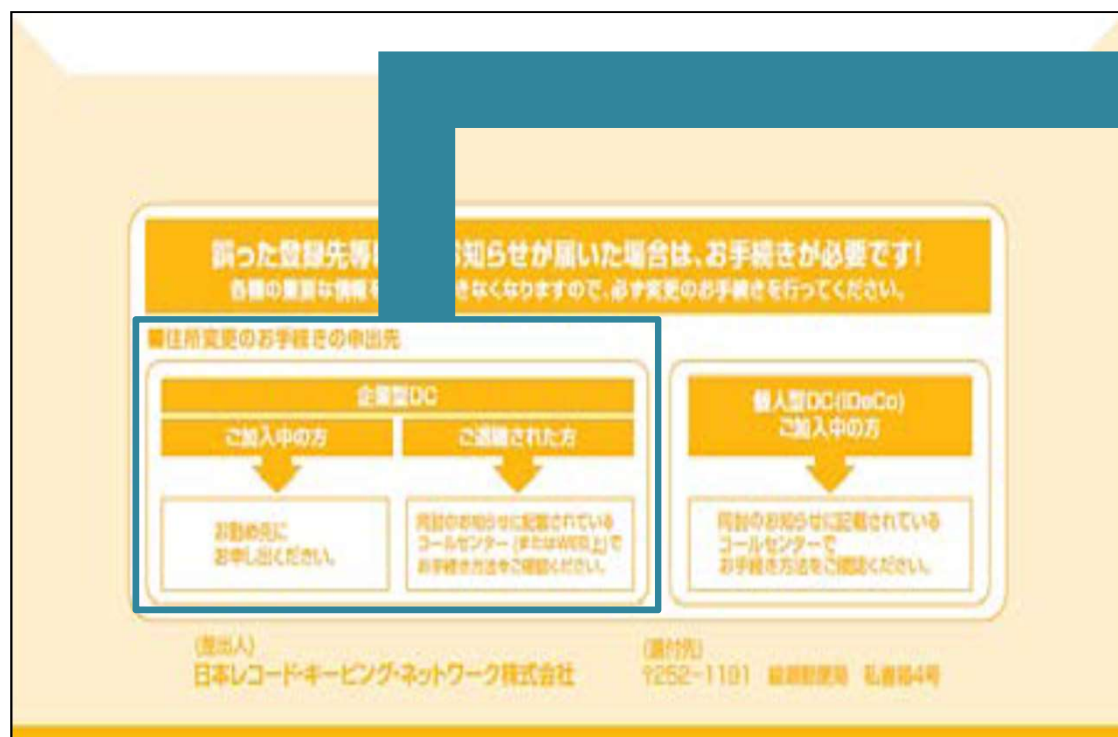 誤った登録先等 お知らせが届いた場合は、お手続きが必要です!
各種の重要な情報を きなくなりますので、必ず変更のお手続きを行ってください。
■住所変更のお手続きの申出先
企業型DC
ご加入中の方
ご退職された方
お勤め先に
お申し出ください。
同封のお知らせに記載されている
コールセンター(またはWEB上)で
お手続き方法をご確認ください。
個人型DC(iDeCo)
ご加入中の方
同封のお知らせに記載されている
コールセンターで
お手続き方法をご確認ください。
(差出人)
日本レコード・キーピング・ネットワーク株式会社
(還付先)
〒252-1191 綾瀬郵便局 私書箱4号